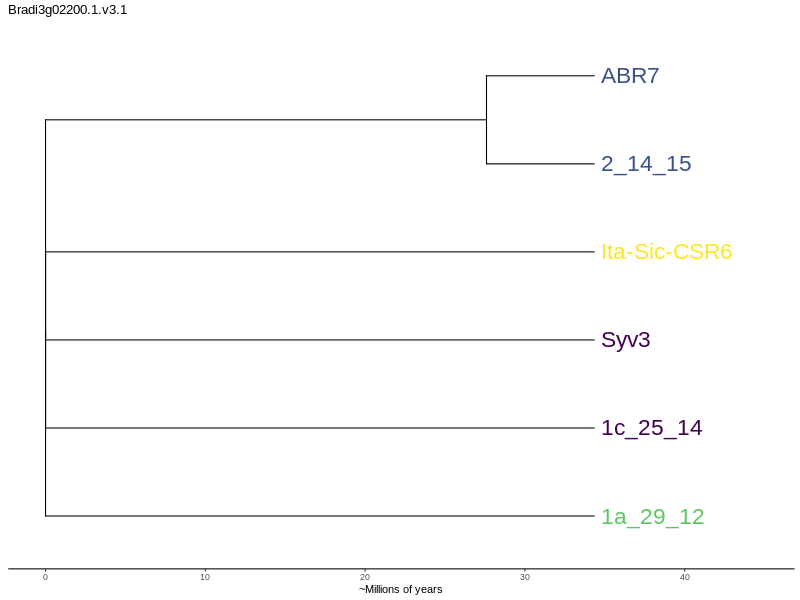 Bradi3g02200.1.v3.1
ABR7
2_14_15
Ita-Sic-CSR6
Syv3
1c_25_14
1a_29_12
0 10 20 30 40
~Millions of years